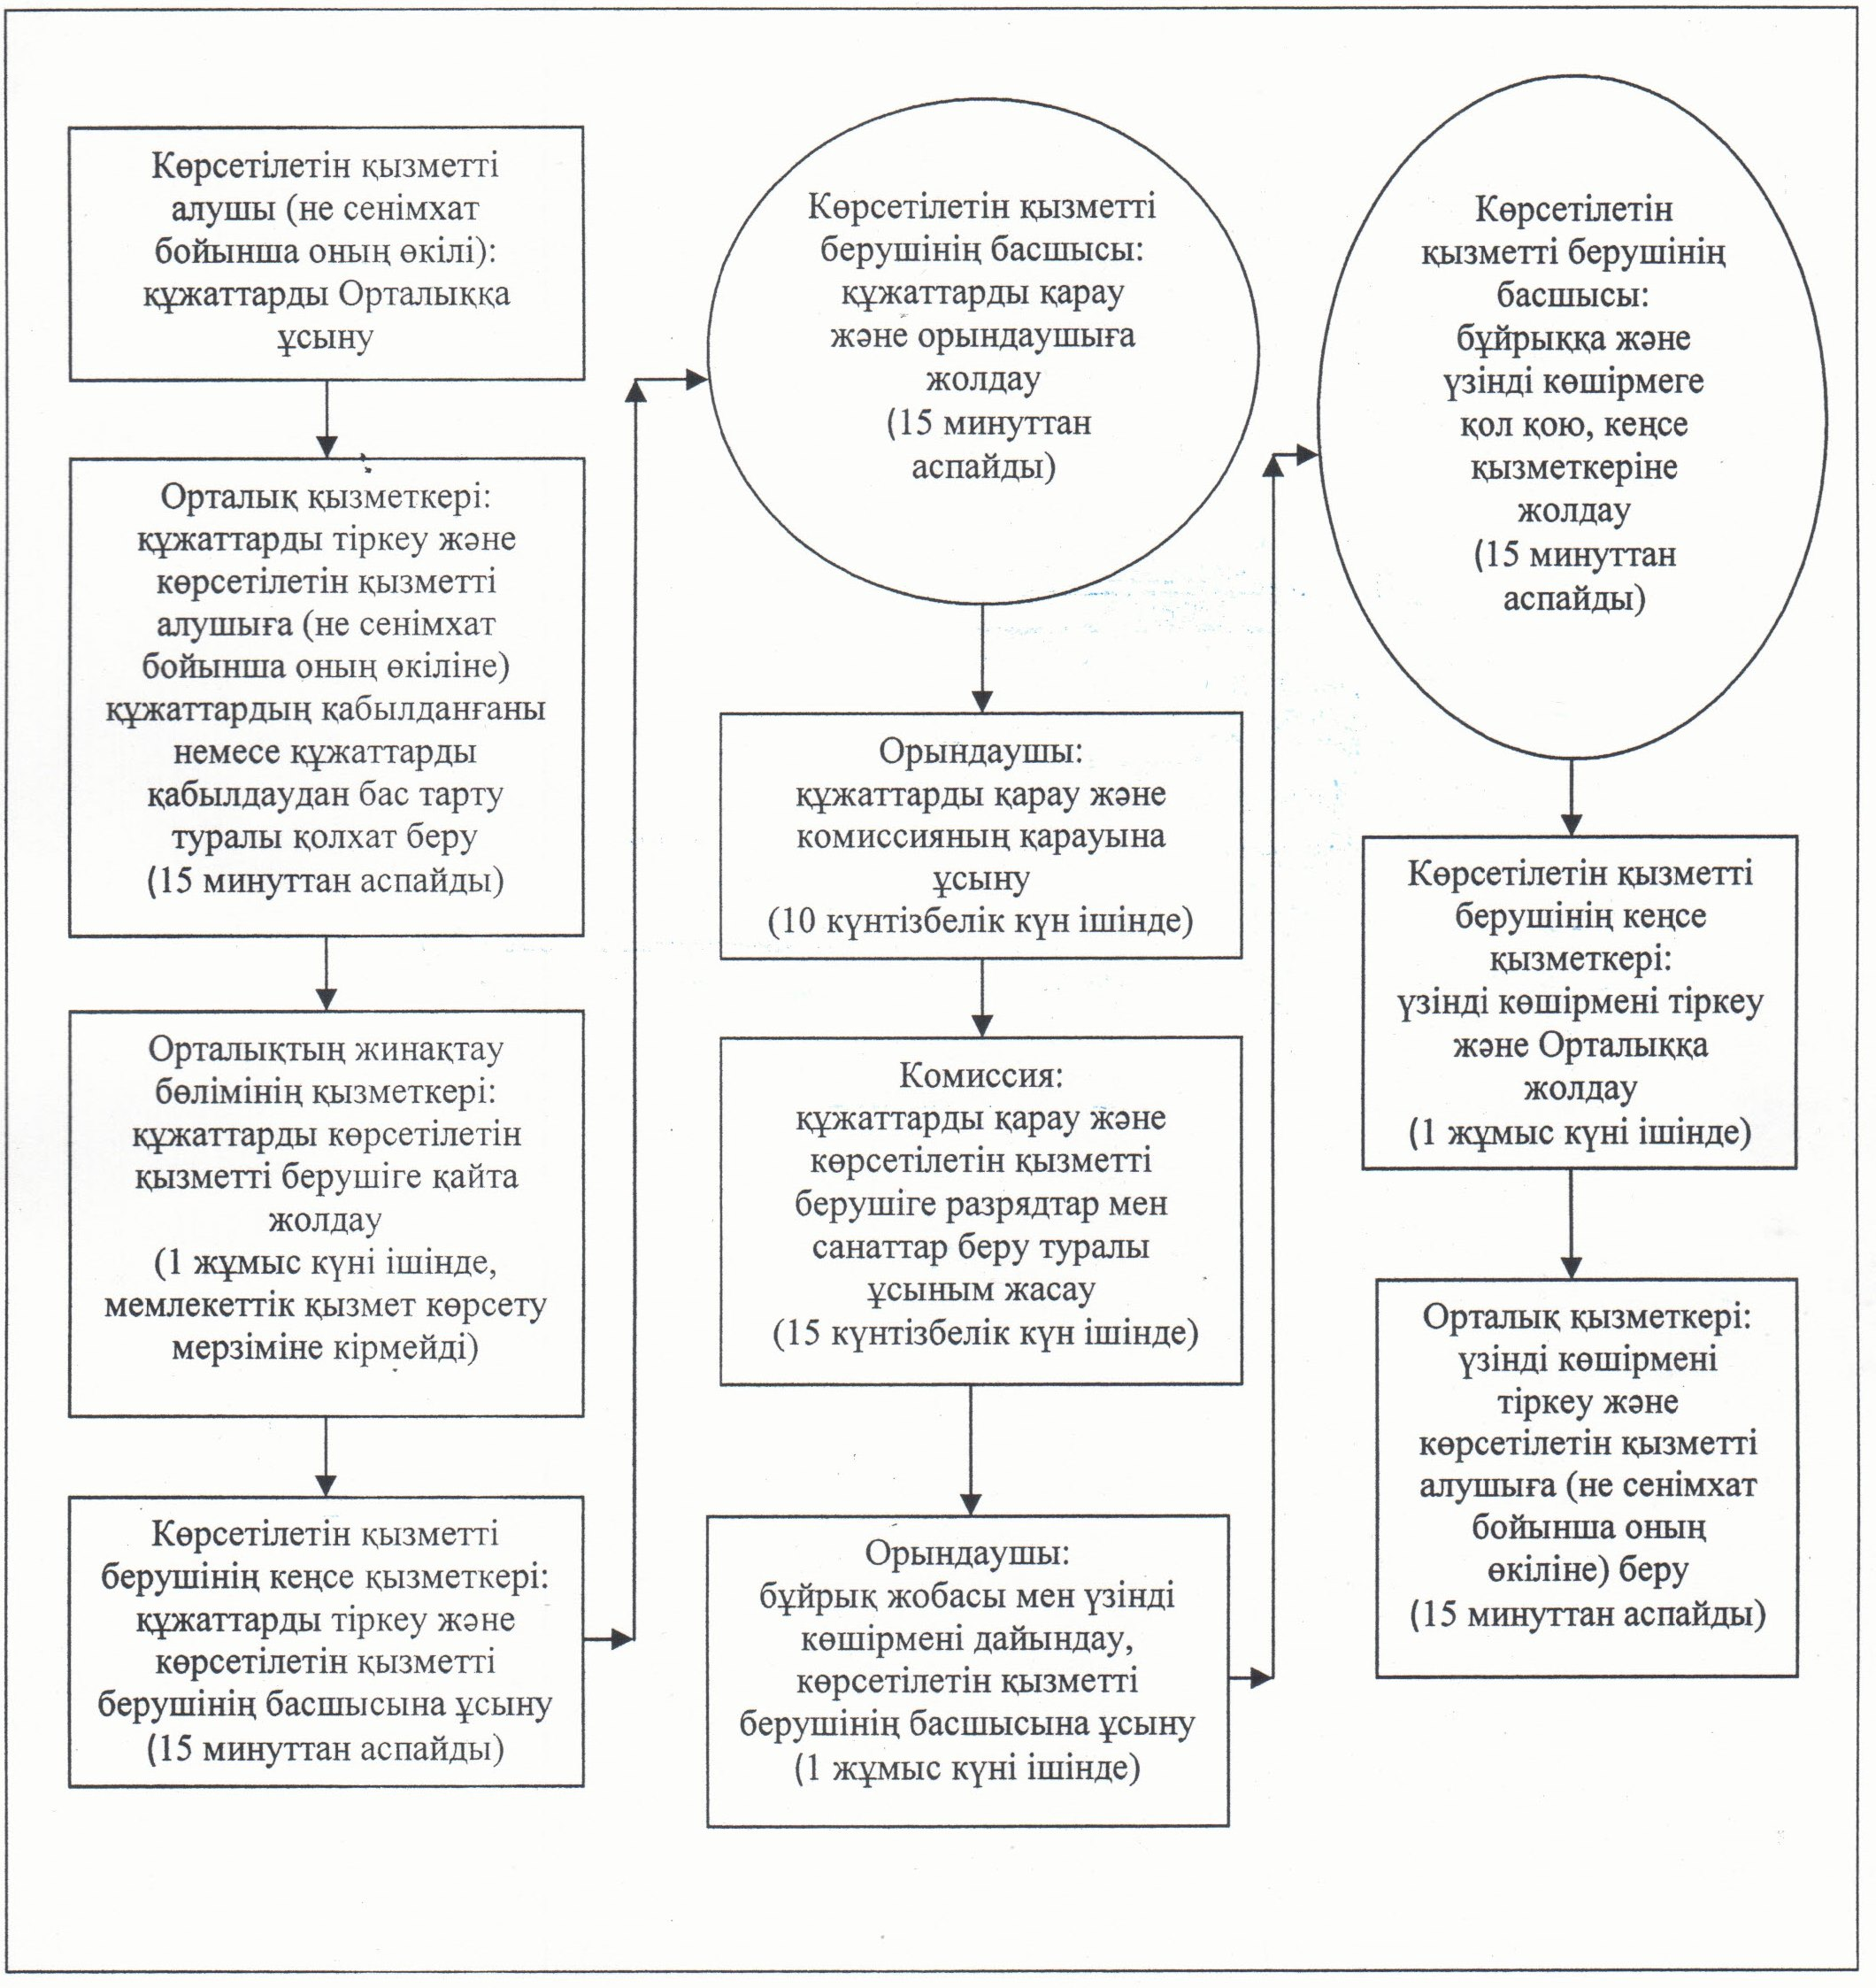 Көрсетілетін қызметті
алушы (не сенімхат
бойынша оның өкілі):
құжаттарды Орталыққа
ұсыну
Орталық қызметкері:
құжаттарды тіркеу және
көрсетілетін қызметті
алушыға (не сенімхат
бойынша оның өкіліне)
құжаттардың қабылданғаны
немесе құжаттарды
қабылдаудан бас тарту
туралы қолхат беру
(15 минуттан аспайды)
Орталықтың жинақтау
бөлімінің қызметкері:
құжаттарды көрсетілетін
қызметті берушіге қайта
жолдау
(1 жұмыс күні ішінде,
мемлекеттік қызмет көрсету
мерзіміне кірмейді)
Көрсетілетін қызметті
берушінің кеңсе қызметкері:
құжаттарды тіркеу және
көрсетілетін қызметті
берушінің басшысына ұсыну
(15 минуттан аспайды)
Көрсетілетін қызметті
берушінің басшысы:
құжаттарды қарау
және орындаушыға
жолдау
(15 минуттан
аспайды)
Орындаушы:
құжаттарды қарау және
комиссияның қарауына
ұсыну
(10 күнтізбелік күн ішінде)
Комиссия:
құжаттарды қарау және
көрсетілетін қызметті
берушіге разрядтар мен
санаттар беру туралы
ұсыным жасау
(15 күнтізбелік күн ішінде)
Орындаушы:
бұйрық жобасы мен үзінді
көшірмені дайындау,
көрсетілетін қызметті
берушінің басшысына ұсыну
(1 жұмыс күні ішінде)
Көрсетілетін
қызметті берушінің
басшысы:
бұйрыққа және
үзінді көшірмеге
қол қою, кеңсе
қызметкеріне
жолдау
(15 минуттан
аспайды)
Көрсетілетін қызметті
берушінің кеңсе
қызметкері:
үзінді көшірмені тіркеу
және Орталыққа
жолдау
(1 жұмыс күні ішінде)
Орталық қызметкері:
үзінді көшірмені
тіркеу және
көрсетілетін қызметті
алушыға (не сенімхат
бойынша оның
өкіліне) беру
(15 минуттан аспайды)